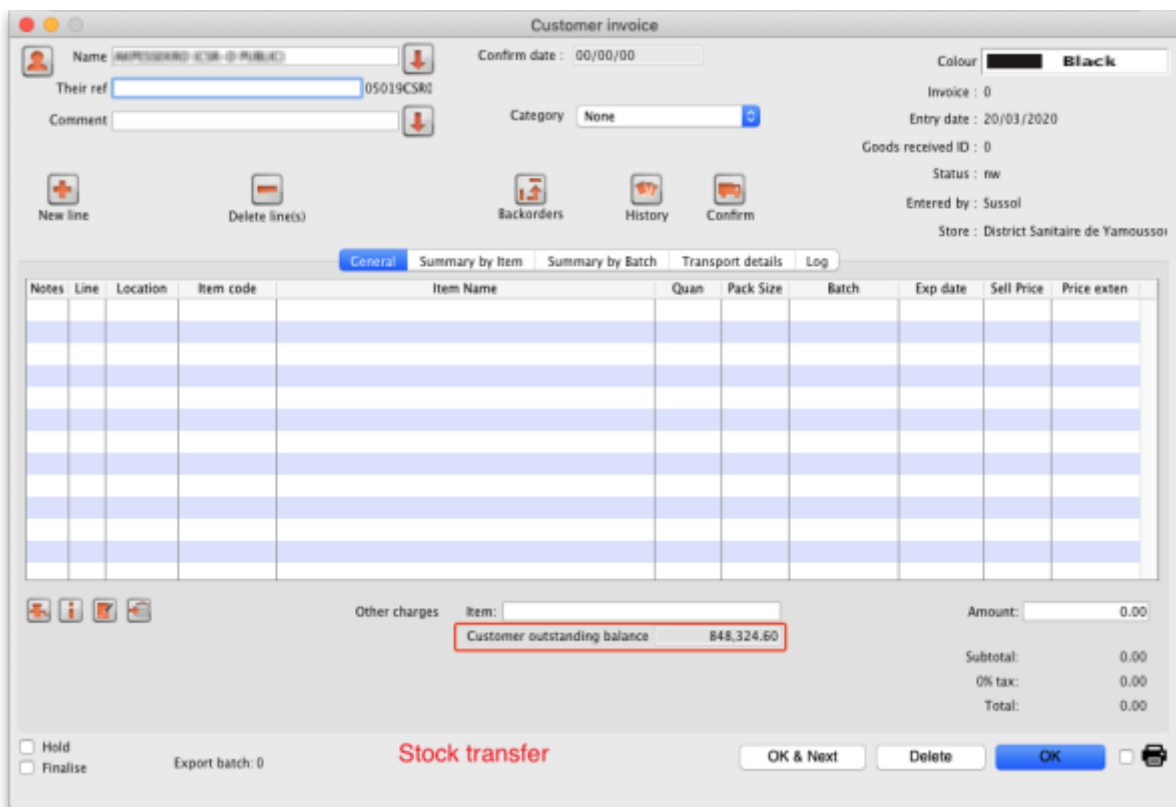 Customer invoice
Name
Confirm date : 00/00/00
Colour Black
Their ref 05019CSR
Invoice : 0
Comment
Category None
Entry date : 20/03/2020
Goods received ID : 0
Status : nw
New line Delete line(s) Backorders History Confirm
Entered by : Sussol
Store : District Sanitaire de Yamousso
General Summary by Item Summary by Batch Transport details Log
Notes Line Location Item code Item Name Quan Pack Size Batch Exp date Sell Price Price exten
Other charges Item: Amount: 0.00
Customer outstanding balance 848,324.60
Subtotal: 0.00
0% tax: 0.00
Total: 0.00
Hold
Finalise
Export batch: 0
Stock transfer
OK & Next Delete OK